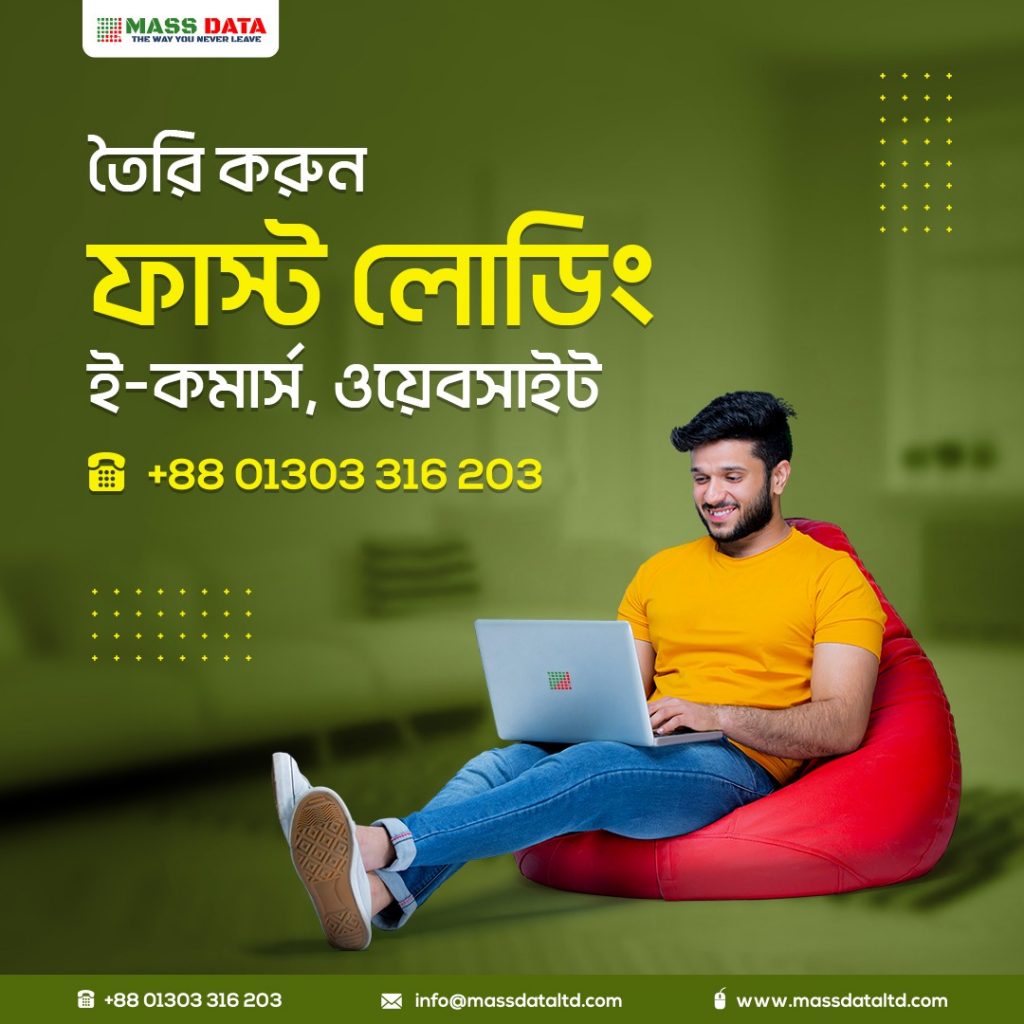 MASS DATA
THE WAY YOU NEVER LEAVE
তৈরি করুন
ফাস্ট লোডিং
ই-কমার্স, ওয়েবসাইট
+88 01303 316 203
+88 01303 316 203
info@massdataltd.com
www.massdataltd.com